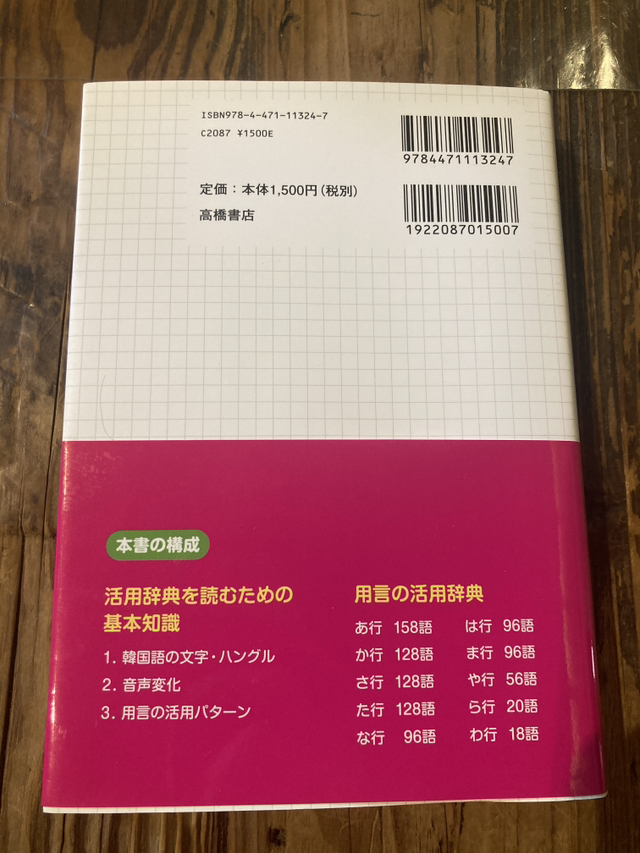 ISBN978-4-471-11324-7
C2087 ¥1500E
9784471113247
定価：本体1,500円（税別）
高橋書店
1922087015007
本書の構成
活用辞典を読むための
基本知識
1. 韓国語の文字・ハングル
2. 音声変化
3. 用言の活用パターン
用言の活用辞典
あ行 158語
か行 128語
さ行 128語
た行 128語
な行 96語
は行 96語
ま行 96語
や行 56語
ら行 20語
わ行 18語